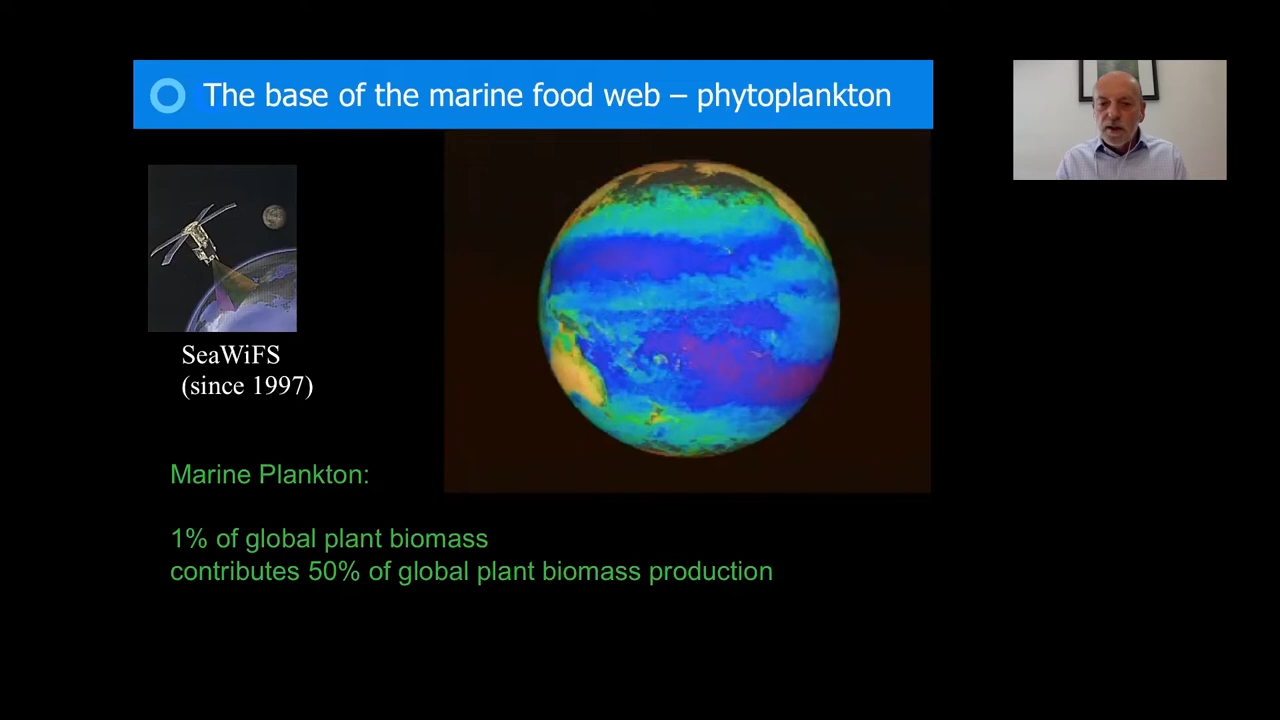 The base of the marine food web – phytoplankton
SeaWiFS
(since 1997)
Marine Plankton:
1% of global plant biomass
contributes 50% of global plant biomass production